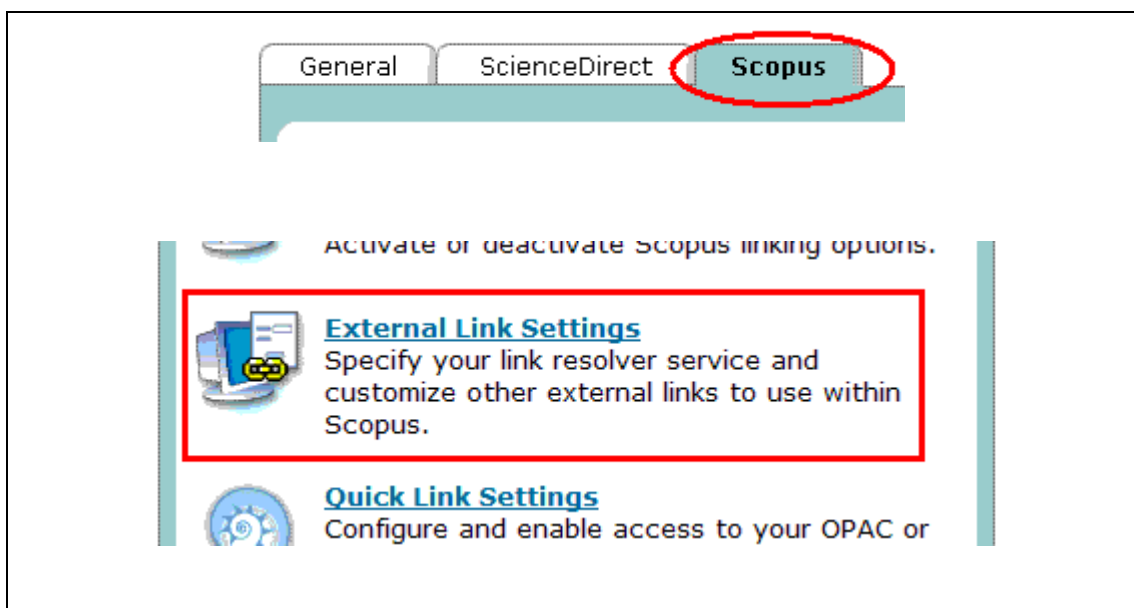 General ScienceDirect Scopus
Activate or deactivate Scopus linking options.
External Link Settings
Specify your link resolver service and
customize other external links to use within
Scopus.
Quick Link Settings
Configure and enable access to your OPAC or